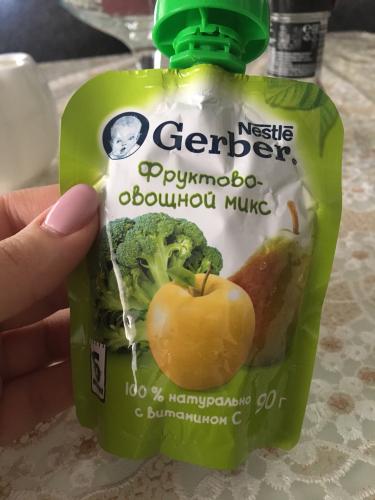 Nestlé
Gerber®
Фруктово-
овощной микс
100 % натурально
с витамином С
90 г